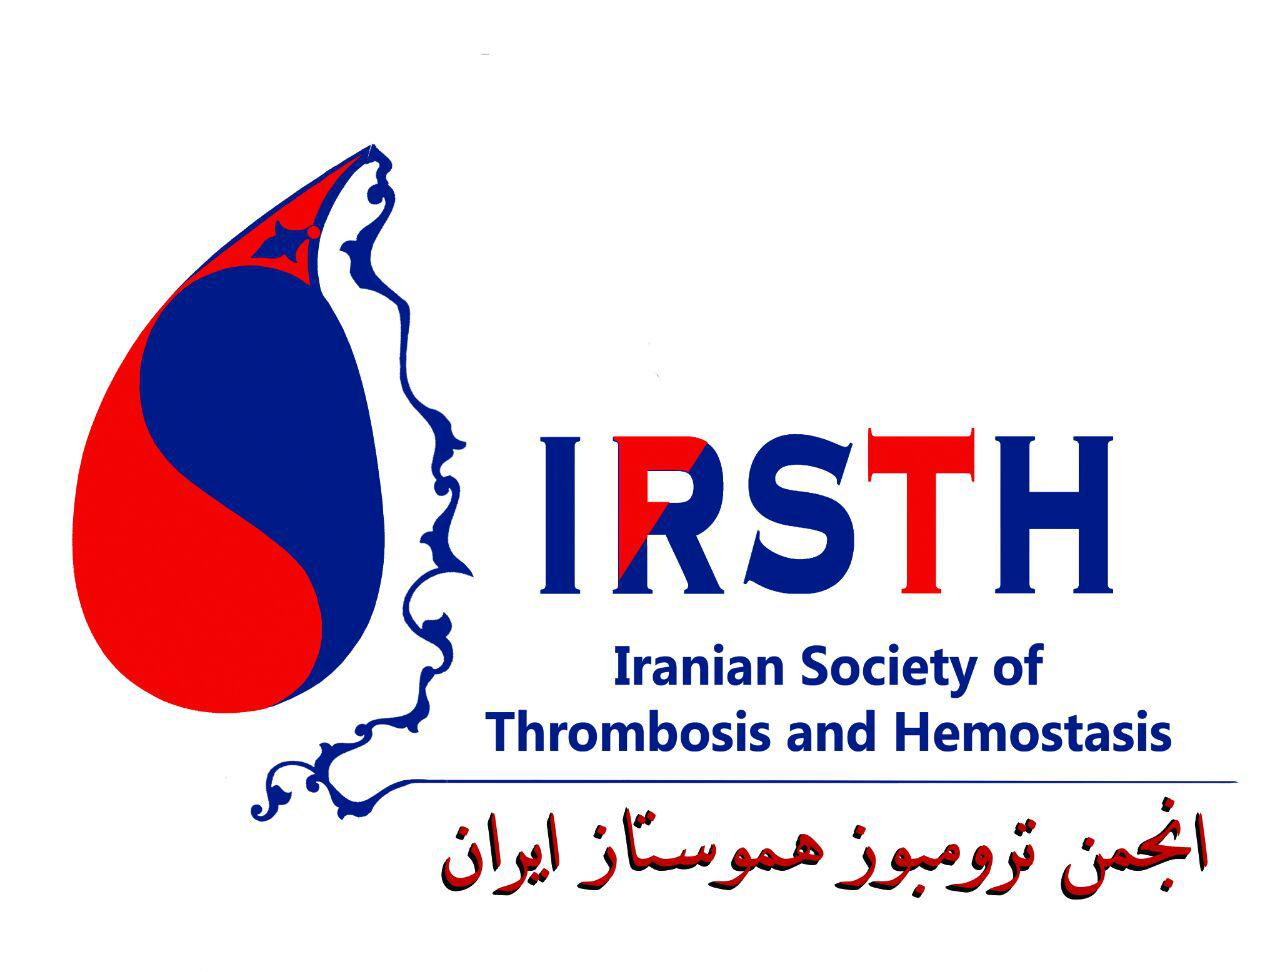 IRSTH
Iranian Society of
Thrombosis and Hemostasis
انجمن ترومبوز هموستاز ایران